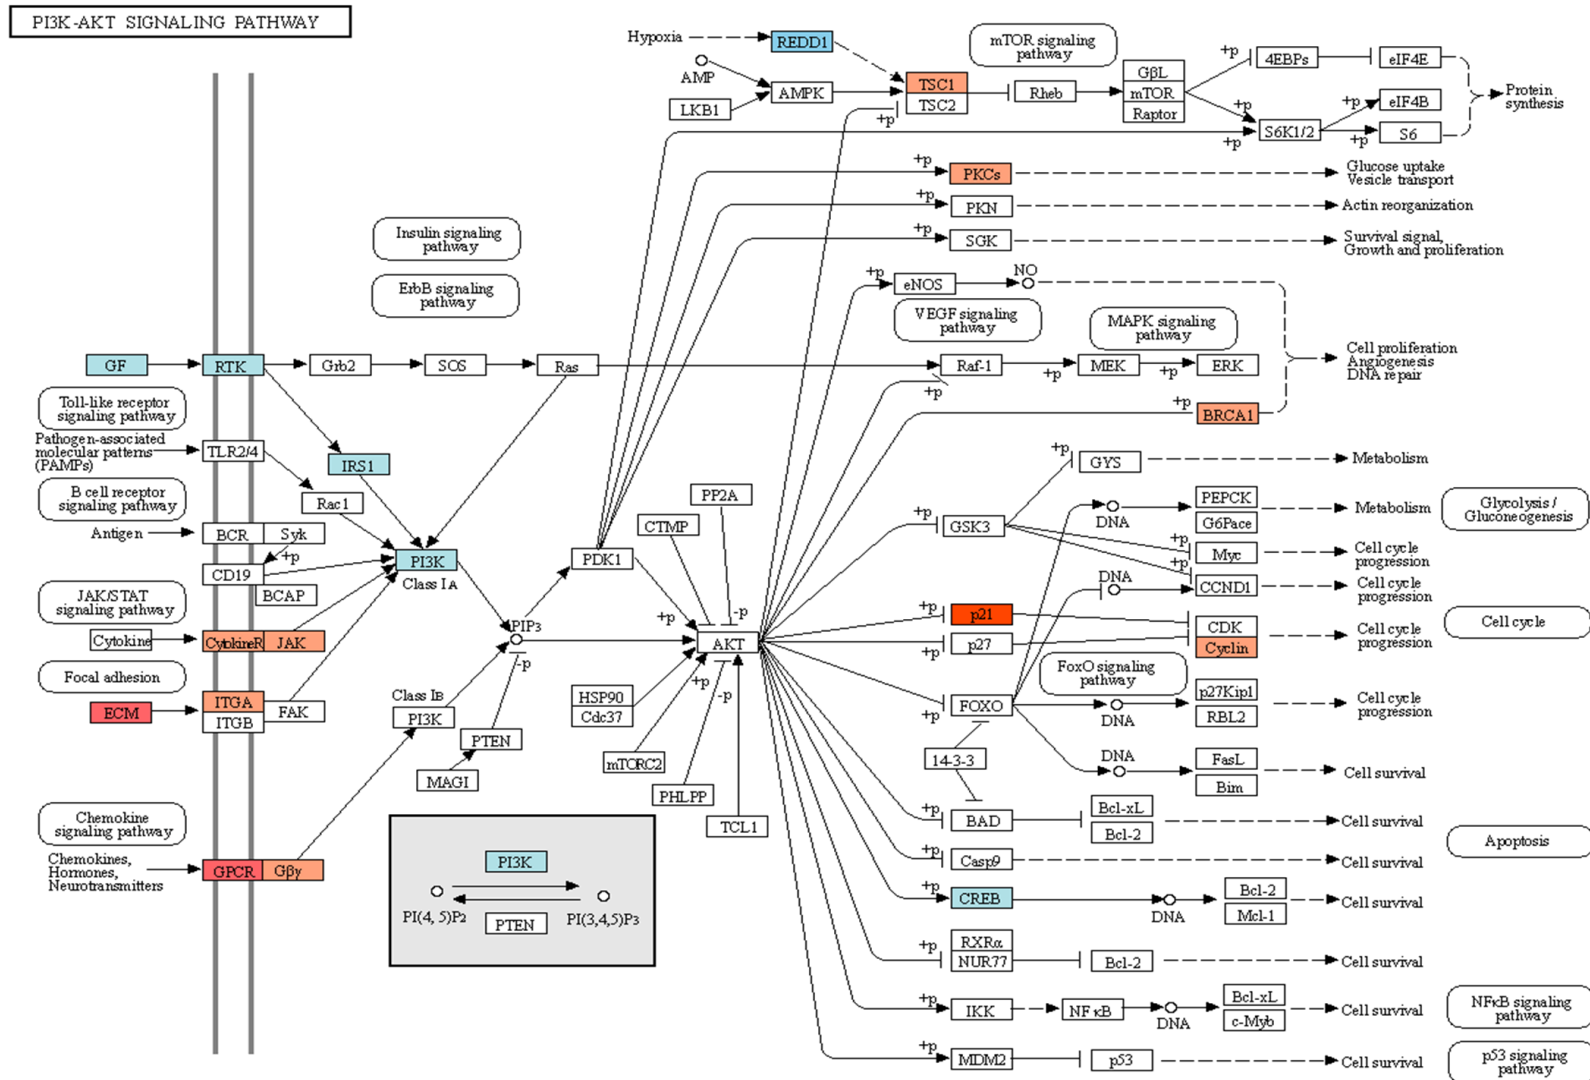 PI3K-AKT SIGNALING PATHWAY
Hypoxia
REDD1
mTOR signaling
pathway
AMP
AMPK
LKB1
TSC1
TSC2
+p
Rheb
GβL
mTOR
Raptor
+p
4EBPs
eIF4E
+p
S6K1/2
+p
+p
eIF4B
+p
S6
Protein
synthesis
+p
PKCs
Glucose uptake
Vesicle transport
+p
PKN
Actin reorganization
+p
SGK
Survival signal,
Growth and proliferation
Insulin signaling
pathway
ErbB signaling
pathway
+p
eNOS
NO
VEGF signaling
pathway
MAPK signaling
pathway
GF
RTK
Grb2
SOS
Ras
Raf-1
+p
+p
MEK
+p
ERK
Cell proliferation
Angiogenesis
DNA repair
+p
BRCA1
Toll-like receptor
signaling pathway
Pathogen-associated
molecular patterns
(PAMPs)
TLR2/4
IRS1
Rac1
B cell receptor
signaling pathway
Antigen
BCR
Syk
+p
CD19
BCAP
PI3K
Class IA
JAK/STAT
signaling pathway
Cytokine
CytokineR
JAK
Focal adhesion
ECM
ITGA
ITGB
FAK
Chemokine
signaling pathway
Chemokines,
Hormones,
Neurotransmitters
GPCR
Gβγ
PIP3
-p
Class IB
PI3K
PTEN
MAGI
PDK1
CTMP
PP2A
+p
-p
AKT
HSP90
Cdc37
+p
-p
mTORC2
PHLPP
TCL1
PI3K
PI(4, 5)P2
PI(3,4,5)P3
PTEN
+p
GYS
Metabolism
+p
GSK3
DNA
PEPCK
G6Pace
Metabolism
Glycolysis /
Gluconeogenesis
+p
Myc
Cell cycle
progression
DNA
+p
CCND1
Cell cycle
progression
+p
p21
+p
p27
CDK
Cyclin
Cell cycle
progression
Cell cycle
FoxO signaling
pathway
+p
FOXO
DNA
p27Kip1
RBL2
Cell cycle
progression
14-3-3
DNA
FasL
Bim
Cell survival
+p
BAD
Bcl-xL
Bcl-2
Cell survival
Apoptosis
+p
Casp9
Cell survival
+p
CREB
DNA
Bcl-2
Mcl-1
Cell survival
+p
RXRα
NUR77
Bcl-2
Cell survival
+p
IKK
NFκB
DNA
Bcl-xL
c-Myb
Cell survival
NFκB signaling
pathway
+p
MDM2
p53
Cell survival
p53 signaling
pathway